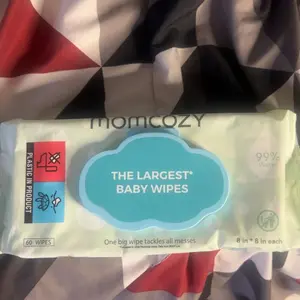 momcozy
THE LARGEST*
BABY WIPES
99%
PLASTIC IN PRODUCT
60 WIPES
One big wipe tackles all messes
8 in * 8 in each